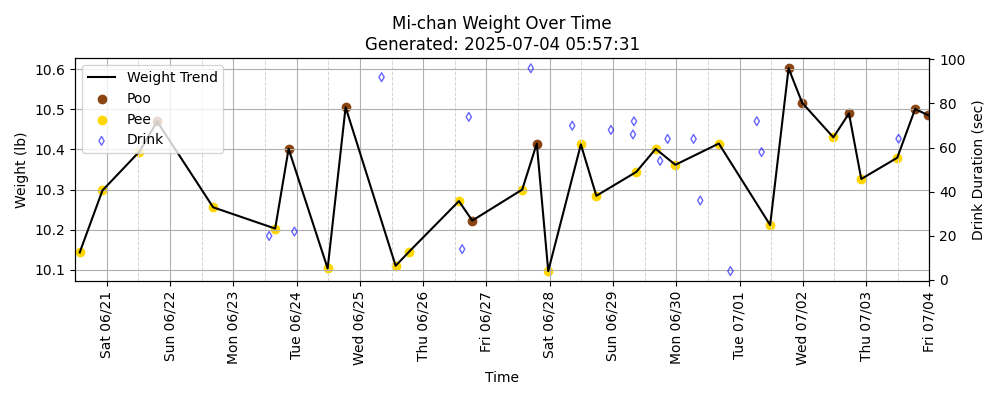 Mi-chan Weight Over Time
Generated: 2025-07-04 05:57:31
Weight (lb)
10.6
10.5
10.4
10.3
10.2
10.1
Weight Trend
Poo
Pee
Drink
100
80
60
40
20
0
Drink Duration (sec)
Sat 06/21
Sun 06/22
Mon 06/23
Tue 06/24
Wed 06/25
Thu 06/26
Fri 06/27
Sat 06/28
Sun 06/29
Mon 06/30
Tue 07/01
Wed 07/02
Thu 07/03
Fri 07/04
Time